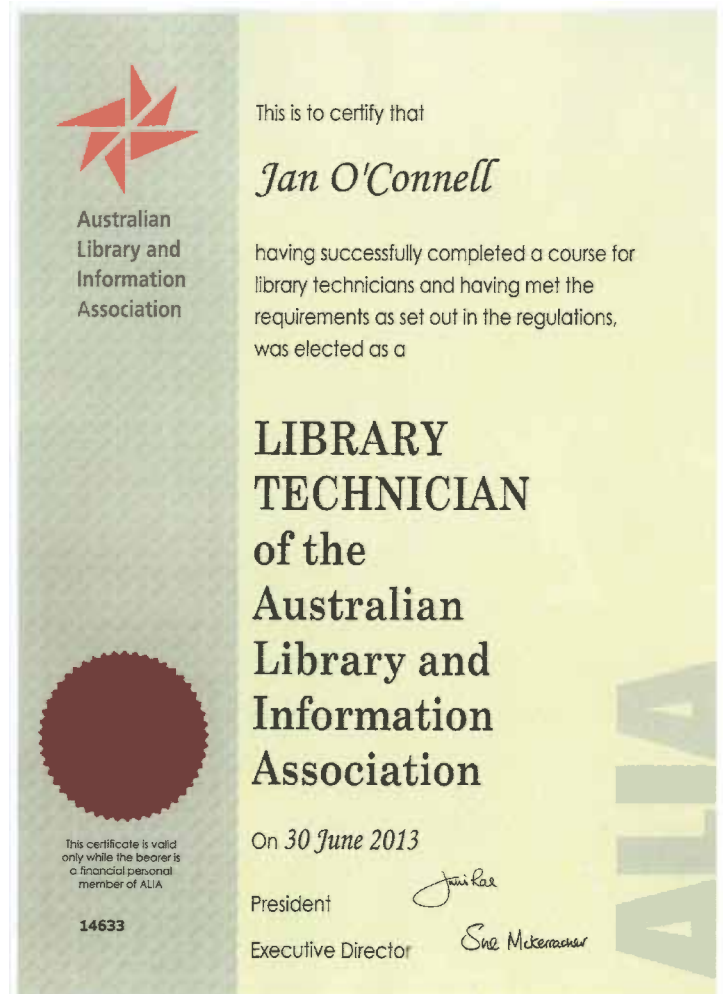 Australian
Library and
Information
Association
This is to certify that
Jan O'Connell
having successfully completed a course for
library technicians and having met the
requirements as set out in the regulations,
was elected as a
LIBRARY
TECHNICIAN
of the
Australian
Library and
Information
Association
On 30 June 2013
President
Executive Director
Sue McKerracher
This certificate is valid
only while the bearer is
a financial personal
member of ALIA
14633
ALIA